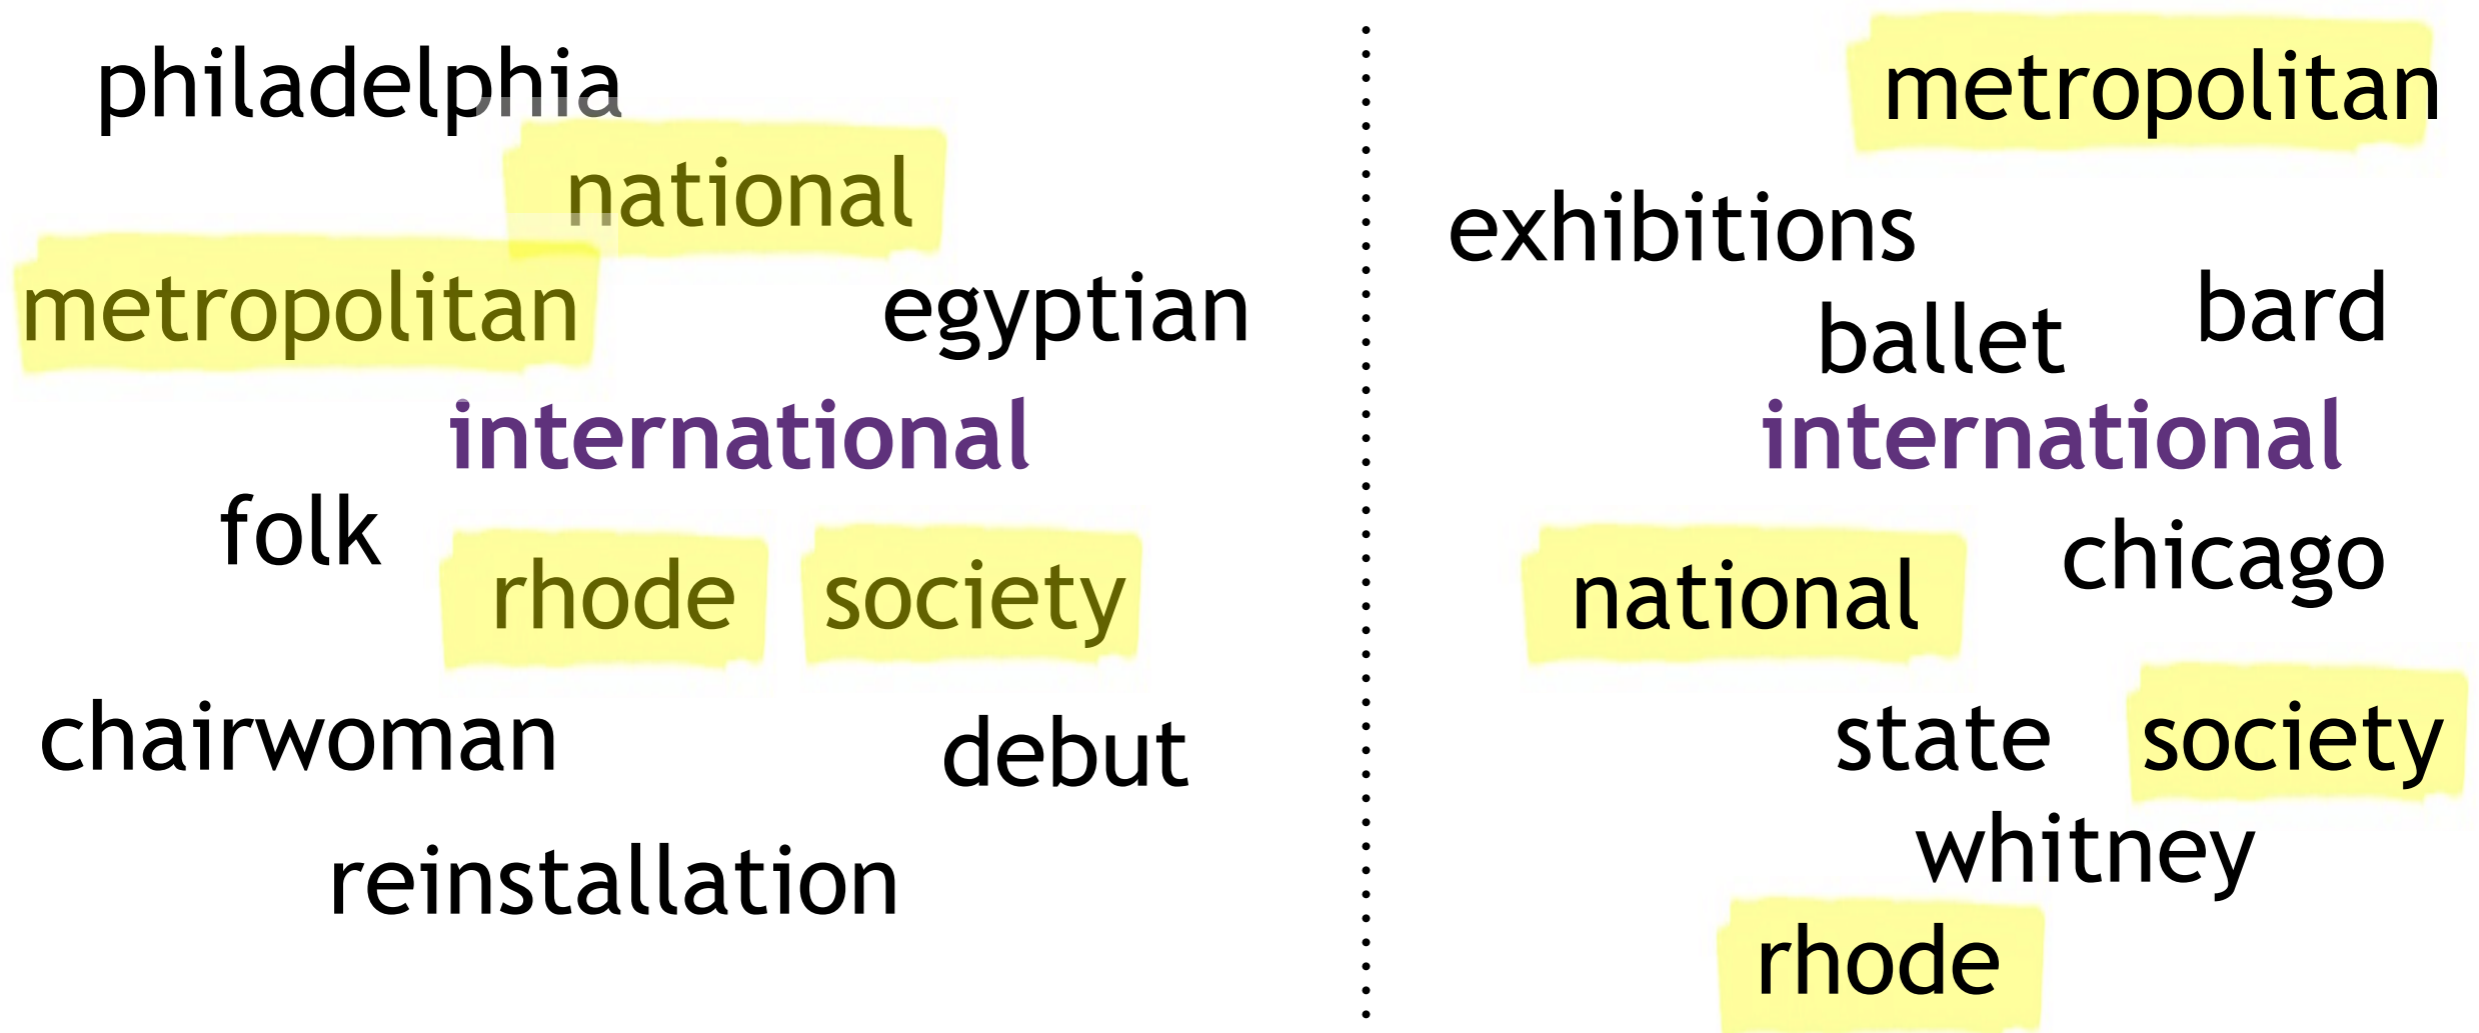 philadelphia
national
metropolitan
egyptian
international
folk
rhode
society
chairwoman
debut
reinstallation
metropolitan
exhibitions
bard
ballet
international
chicago
national
state
society
whitney
rhode